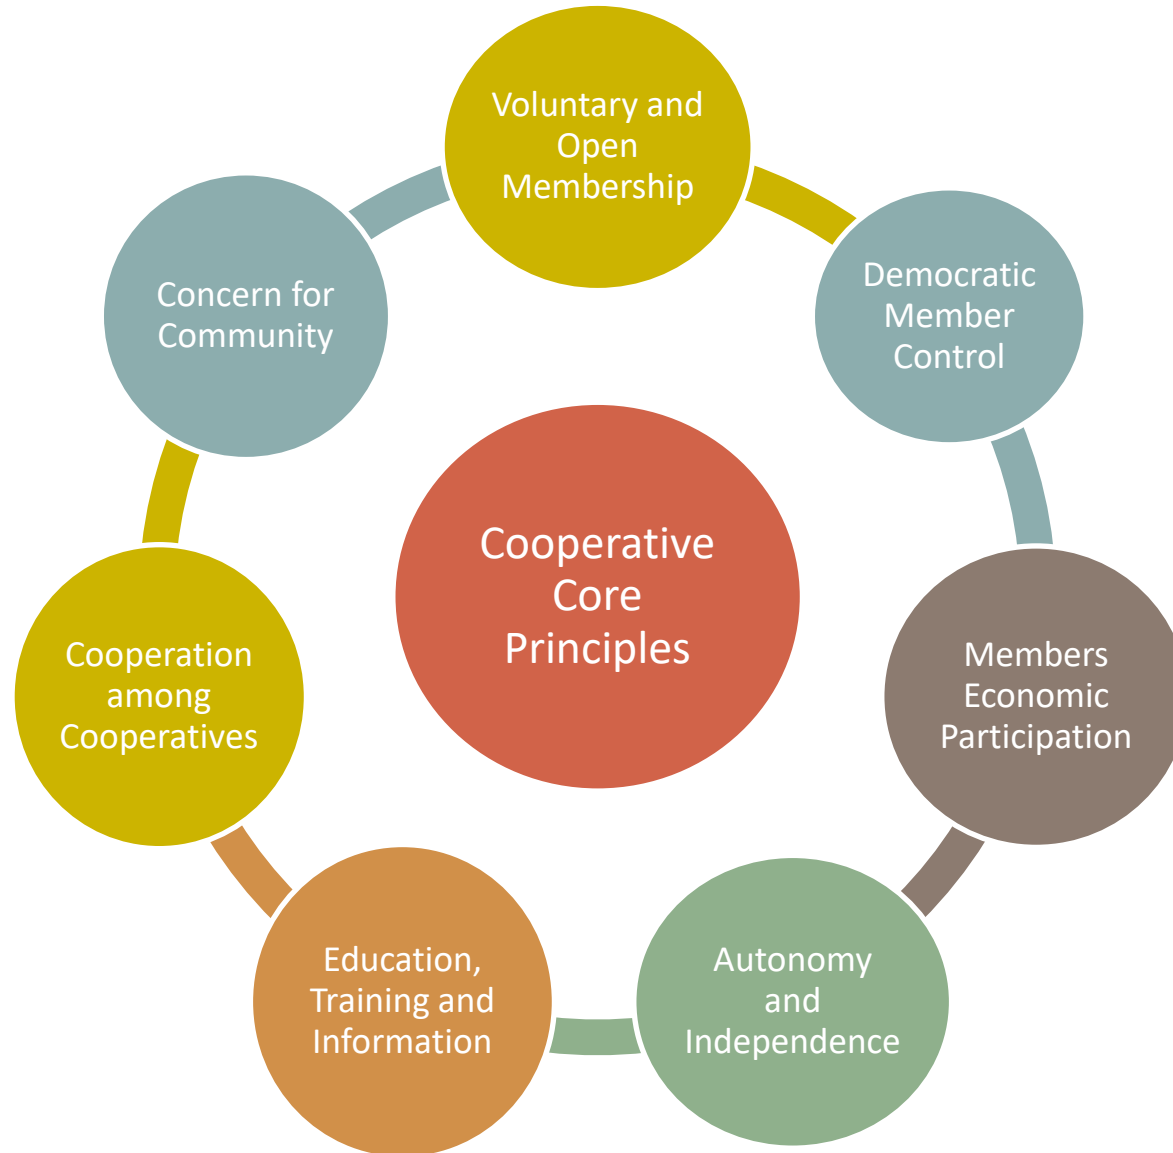 Voluntary and
Open
Membership
Democratic
Member
Control
Members
Economic
Participation
Autonomy
and
Independence
Education,
Training and
Information
Cooperation
among
Cooperatives
Concern for
Community
Cooperative
Core
Principles